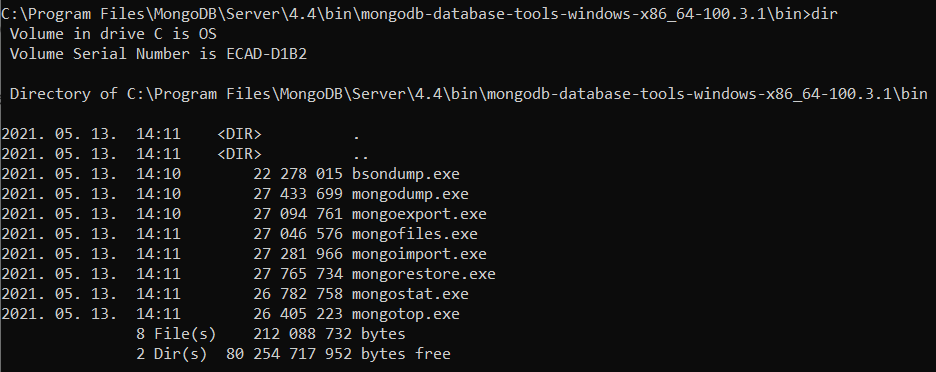 C:\Program Files\MongoDB\Server\4.4\bin\mongodb-database-tools-windows-x86_64-100.3.1\bin>dir
 Volume in drive C is OS
 Volume Serial Number is ECAD-D1B2

 Directory of C:\Program Files\MongoDB\Server\4.4\bin\mongodb-database-tools-windows-x86_64-100.3.1\bin

2021. 05. 13.  14:11    <DIR>          .
2021. 05. 13.  14:11    <DIR>          ..
2021. 05. 13.  14:10        22 278 015 bsondump.exe
2021. 05. 13.  14:10        27 433 699 mongodump.exe
2021. 05. 13.  14:10        27 094 761 mongoexport.exe
2021. 05. 13.  14:11        27 046 576 mongofiles.exe
2021. 05. 13.  14:11        27 281 966 mongoimport.exe
2021. 05. 13.  14:11        27 765 734 mongorestore.exe
2021. 05. 13.  14:11        26 782 758 mongostat.exe
2021. 05. 13.  14:11        26 405 223 mongotop.exe
               8 File(s)    212 088 732 bytes
               2 Dir(s)  80 254 717 952 bytes free